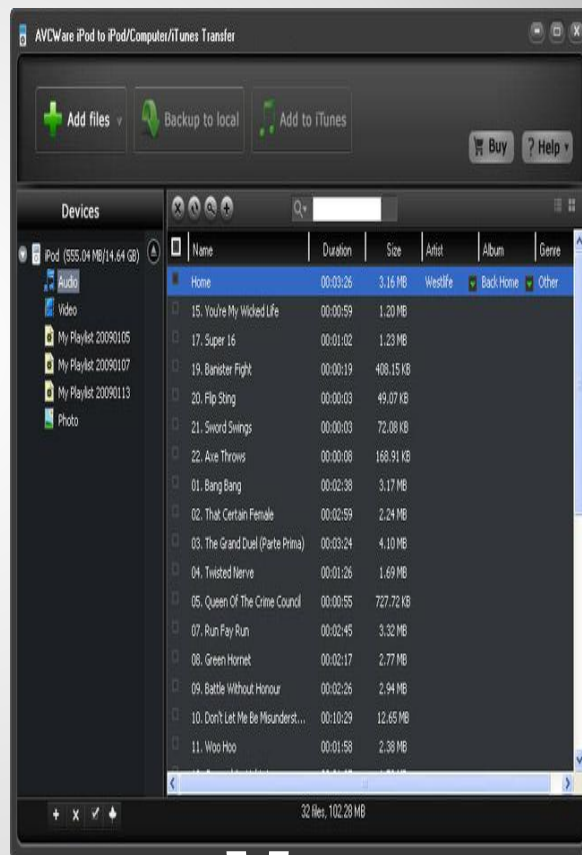 AVCWare iPod to iPod/Computer/iTunes Transfer
Add files Backup to local Add to iTunes
Buy ? Help
Devices
iPod (555.04 MB/14.64 GB)
Audio
Video
My Playlist 20090105
My Playlist 20090107
My Playlist 20090113
Photo
Name Duration Size Artist Album Genre
Home 00:03:26 3.16 MB Westlife Back Home Other
15. You're My Wicked Life 00:00:59 1.20 MB
17. Super 16 00:01:02 1.23 MB
19. Banister Fight 00:00:19 408.15 KB
20. Flip Sting 00:00:03 49.07 KB
21. Sword Swings 00:00:03 72.08 KB
22. Axe Throws 00:00:08 168.91 KB
01. Bang Bang 00:02:38 3.17 MB
02. That Certain Female 00:02:59 2.24 MB
03. The Grand Duel (Parte Prima) 00:03:24 4.10 MB
04. Twisted Nerve 00:01:26 1.69 MB
05. Queen Of The Crime Council 00:00:55 727.72 KB
07. Run Fay Run 00:02:45 3.32 MB
08. Green Hornet 00:02:17 2.77 MB
09. Battle Without Honour 00:02:26 2.94 MB
10. Don't Let Me Be Misunderst... 00:10:29 12.65 MB
11. Woo Hoo 00:01:58 2.38 MB
32 files, 102.28 MB